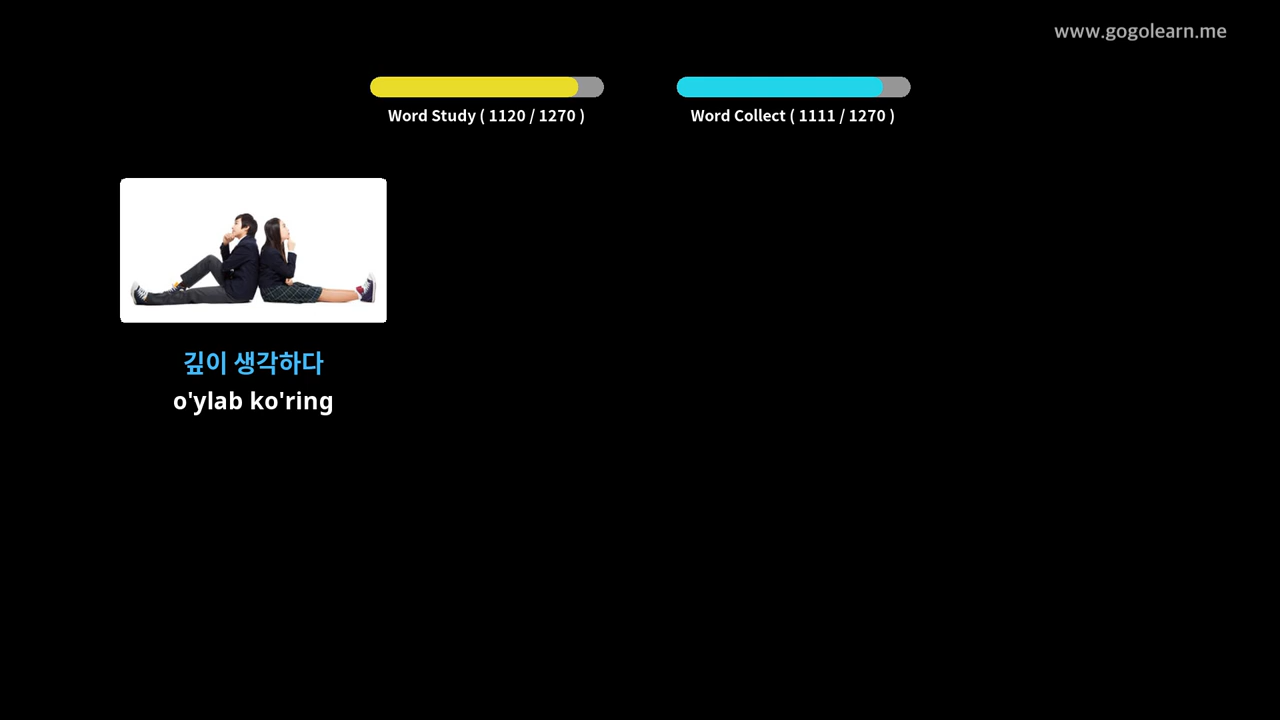 www.gogolearn.me
Word Study ( 1120 / 1270 )
Word Collect ( 1111 / 1270 )
깊이 생각하다
o'ylab ko'ring